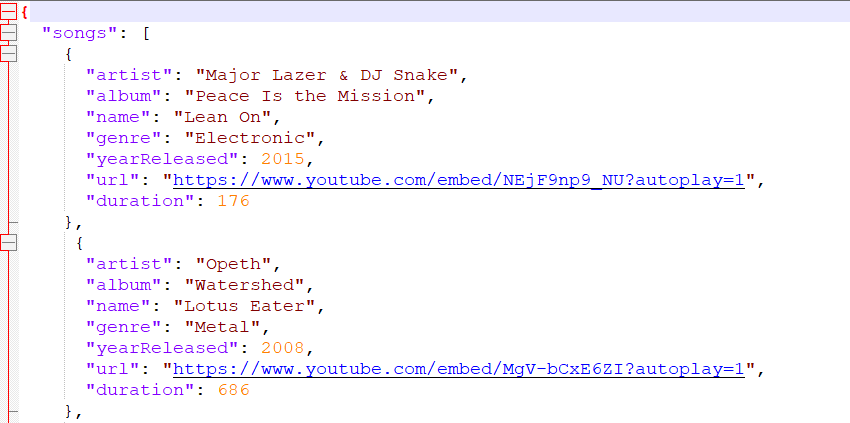 {
"songs": [
{
"artist": "Major Lazer & DJ Snake",
"album": "Peace Is the Mission",
"name": "Lean On",
"genre": "Electronic",
"yearReleased": 2015,
"url": "https://www.youtube.com/embed/NEjF9np9_NU?autoplay=1",
"duration": 176
},
{
"artist": "Opeth",
"album": "Watershed",
"name": "Lotus Eater",
"genre": "Metal",
"yearReleased": 2008,
"url": "https://www.youtube.com/embed/MgV-bCxE6ZI?autoplay=1",
"duration": 686
},